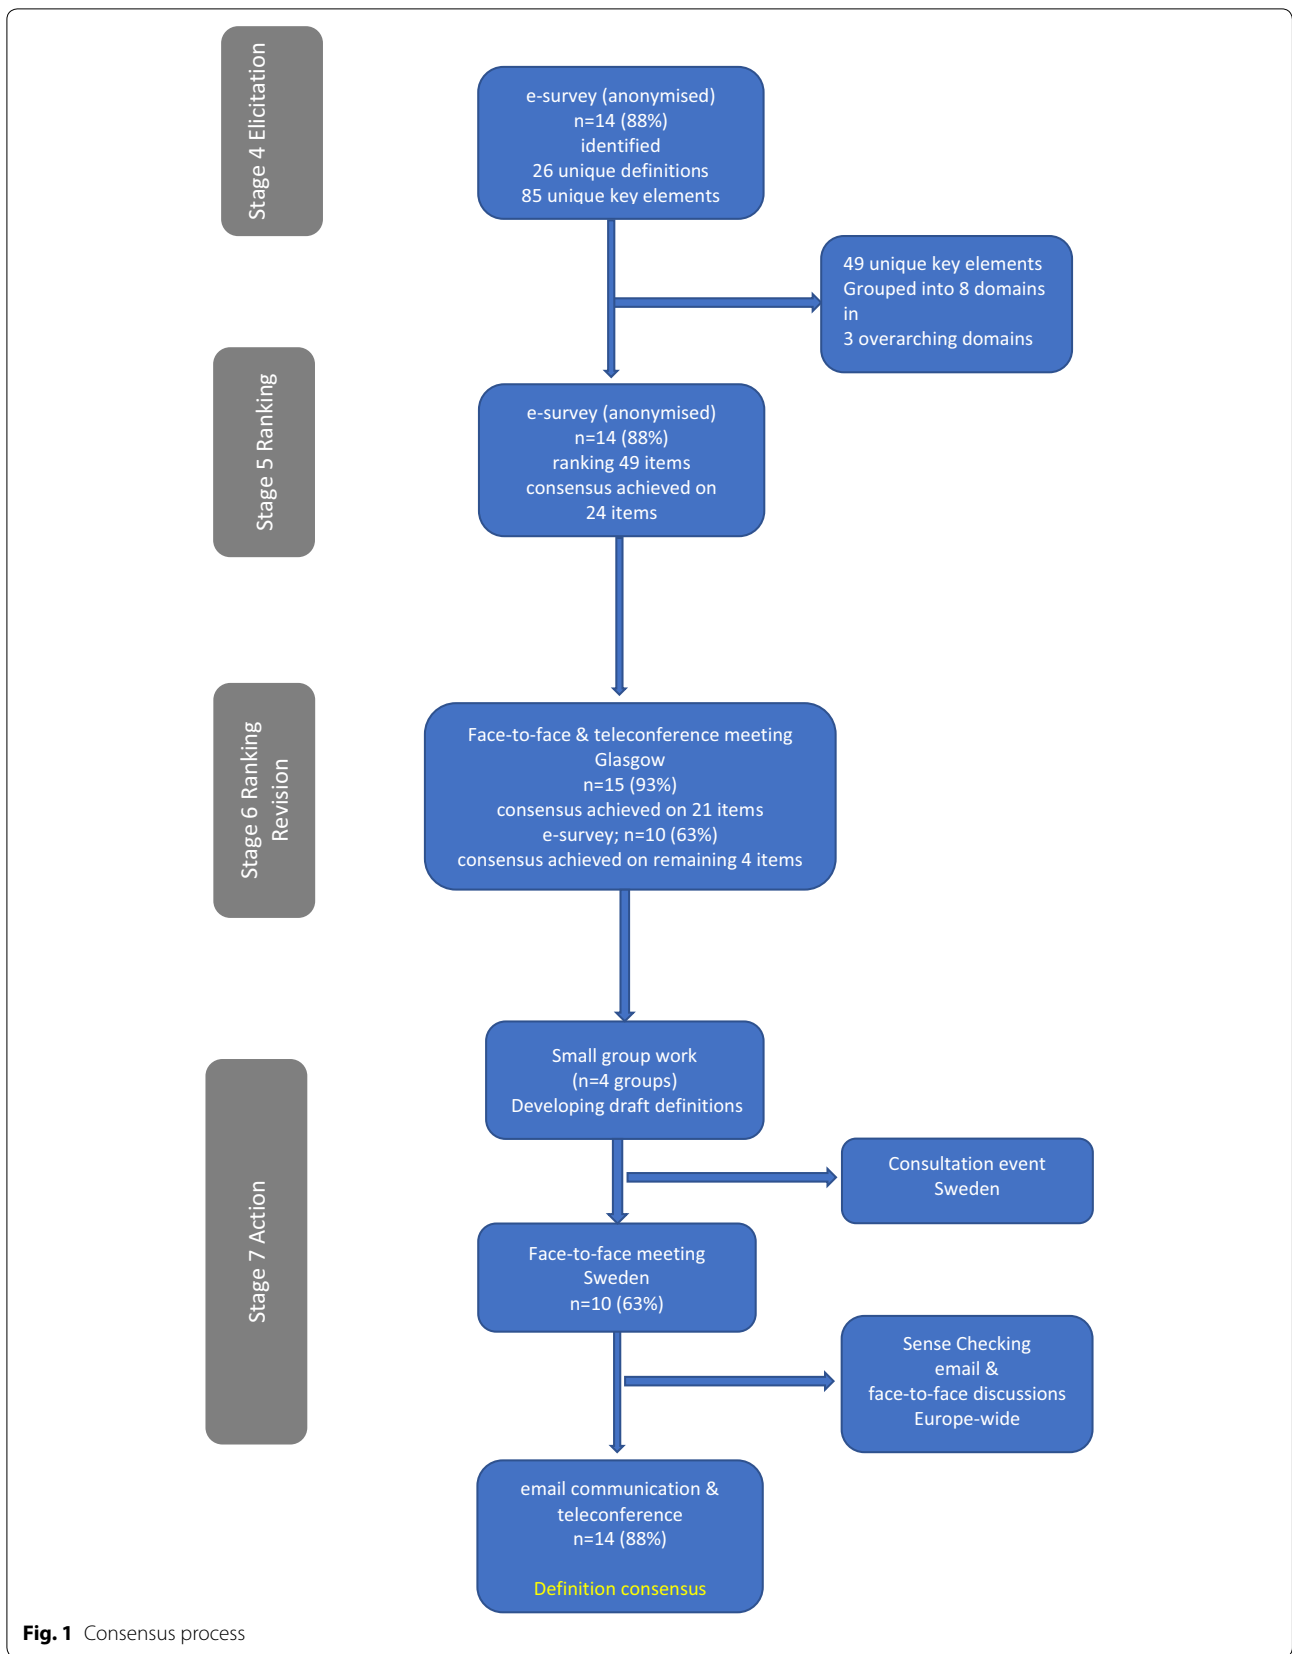 Stage 4 Elicitation
e-survey (anonymised)
n=14 (88%)
identified
26 unique definitions
85 unique key elements
49 unique key elements
Grouped into 8 domains
in
3 overarching domains
Stage 5 Ranking
e-survey (anonymised)
n=14 (88%)
ranking 49 items
consensus achieved on
24 items
Stage 6 Ranking
Revision
Face-to-face & teleconference meeting
Glasgow
n=15 (93%)
consensus achieved on 21 items
e-survey; n=10 (63%)
consensus achieved on remaining 4 items
Stage 7 Action
Small group work
(n=4 groups)
Developing draft definitions
Consultation event
Sweden
Face-to-face meeting
Sweden
n=10 (63%)
Sense Checking
email &
face-to-face discussions
Europe-wide
email communication &
teleconference
n=14 (88%)
Definition consensus
Fig. 1 Consensus process